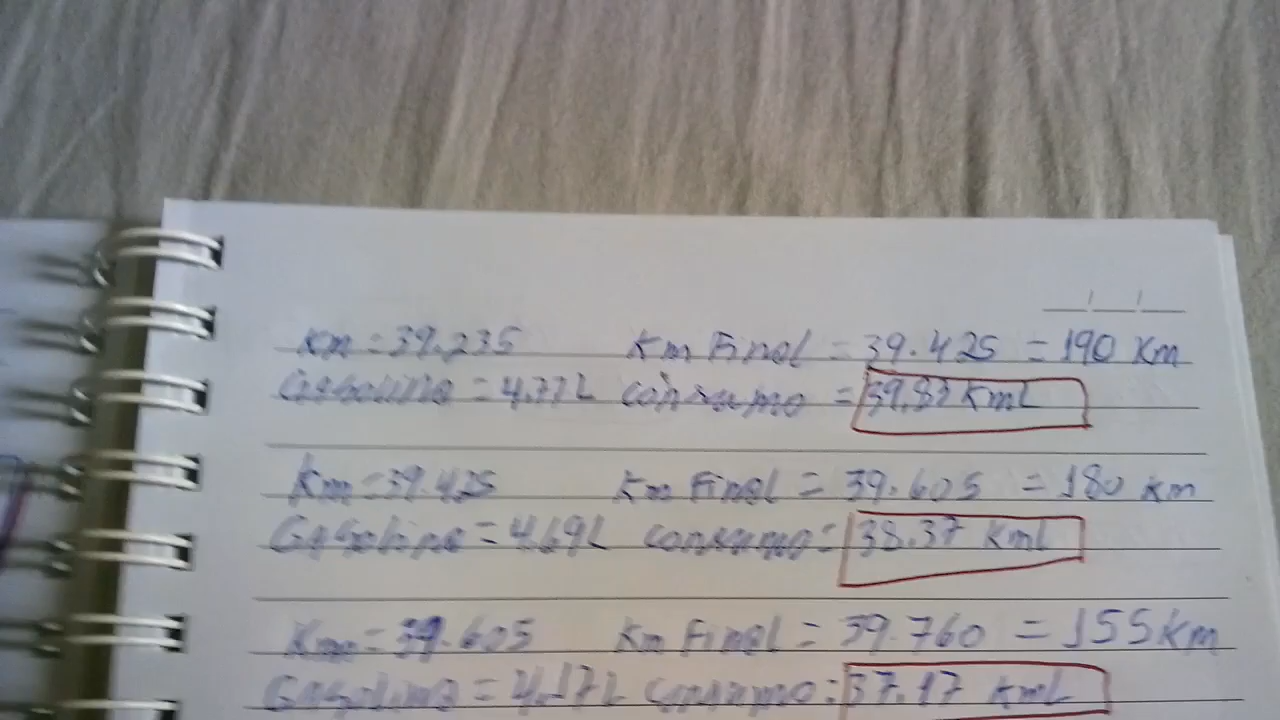 Km = 39.235 Km Final = 39.425 = 190 Km
Gasolina = 4.77L consumo = 39.83 KmL
Km = 39.425 Km Final = 39.605 = 180 Km
Gasolina = 4.69L consumo = 38.37 KmL
Km = 39.605 Km Final = 39.760 = 155 Km
Gasolina = 4.17L consumo = 37.17 KmL